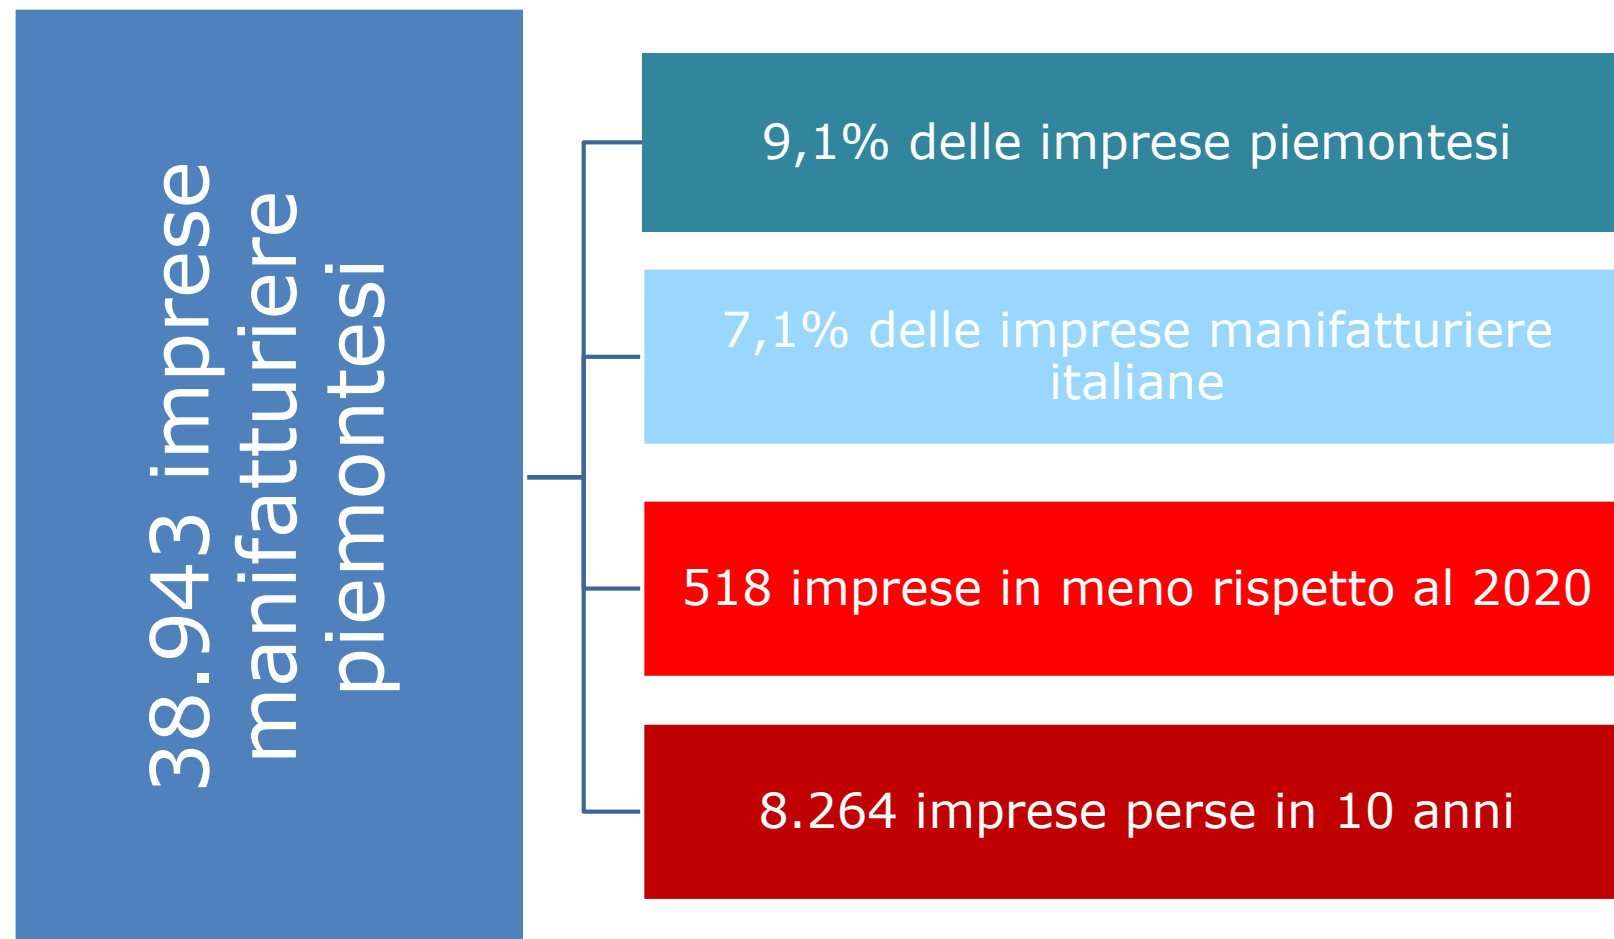 38.943 imprese
manifatturiere
piemontesi
9,1% delle imprese piemontesi
7,1% delle imprese manifatturiere
italiane
518 imprese in meno rispetto al 2020
8.264 imprese perse in 10 anni